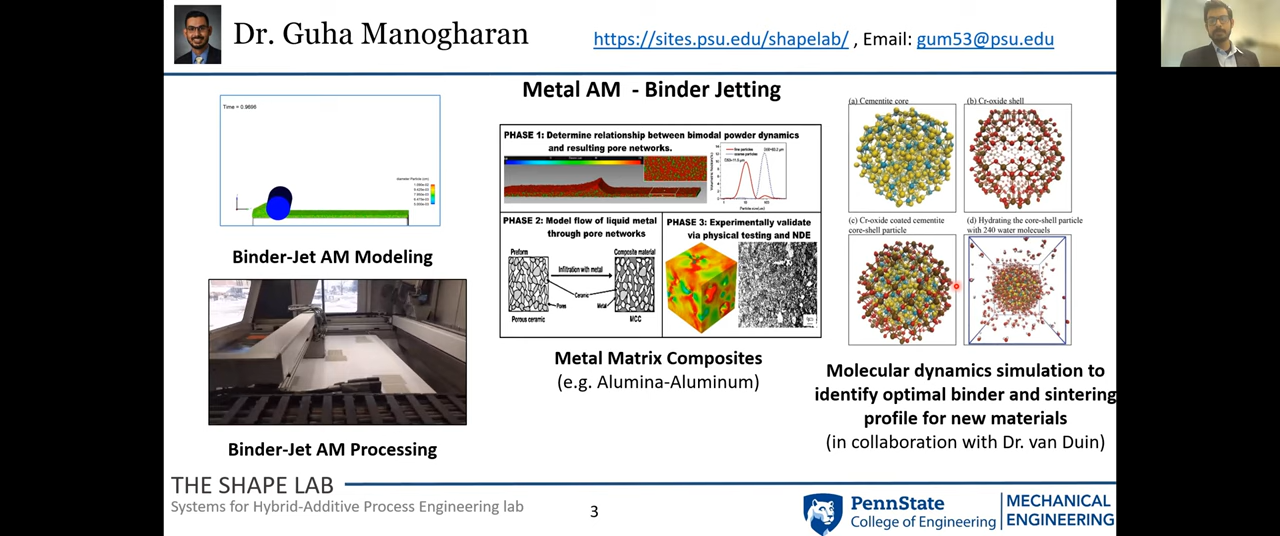 Dr. Guha Manogharan
https://sites.psu.edu/shapelab/ , Email: gum53@psu.edu
Metal AM - Binder Jetting
Time = 0.9898
Binder-Jet AM Modeling
Binder-Jet AM Processing
PHASE 1: Determine relationship between bimodal powder dynamics
and resulting pore networks.
PHASE 2: Model flow of liquid metal
through pore networks
Preform
Composite material
Infiltration with metal
Ceramic
Pores
Metal
Porous ceramic
MCC
PHASE 3: Experimentally validate
via physical testing and NDE
Metal Matrix Composites
(e.g. Alumina-Aluminum)
(a) Cementite core
(b) Cr-oxide shell
(c) Cr-oxide coated cementite
core-shell particle
(d) Hydrating the core-shell particle
with 240 water molecuels
Molecular dynamics simulation to
identify optimal binder and sintering
profile for new materials
(in collaboration with Dr. van Duin)
THE SHAPE LAB
Systems for Hybrid-Additive Process Engineering lab
3
PennState
College of Engineering
MECHANICAL
ENGINEERING